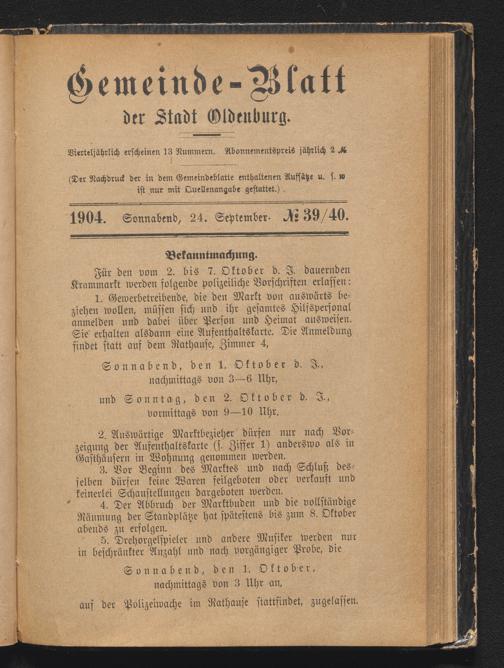 Gemeinde-Blatt
der Stadt Oldenburg.
Vierteljährlich erscheinen 13 Nummern. Abonnementspreis jährlich 2 ℳ
(Der Nachdruck der in dem Gemeindeblatte enthaltenen Aufsätze u. s. w
ist nur mit Quellenangabe gestattet.)
1904. Sonnabend, 24. September. № 39/40.
Bekanntmachung.
Für den vom 2. bis 7. Oktober d. J. dauernden
Krammarkt werden folgende polizeiliche Vorschriften erlassen:
1. Gewerbetreibende, die den Markt von auswärts be-
ziehen wollen, müssen sich und ihr gesamtes Hilfspersonal
anmelden und dabei über Person und Heimat ausweisen.
Sie erhalten alsdann eine Aufenthaltskarte. Die Anmeldung
findet statt auf dem Rathause, Zimmer 4,
Sonnabend, den 1. Oktober d. J.,
nachmittags von 3—6 Uhr,
und Sonntag, den 2. Oktober d. J.,
vormittags von 9—10 Uhr.
2. Auswärtige Marktbezieher dürfen nur nach Vor-
zeigung der Aufenthaltskarte (s. Ziffer 1) anderswo als in
Gasthäusern in Wohnung genommen werden.
3. Vor Beginn des Marktes und nach Schluß des-
selben dürfen keine Waren feilgeboten oder verkauft und
keinerlei Schaustellungen dargeboten werden.
4. Der Abbruch der Marktbuden und die vollständige
Räumung der Standplätze hat spätestens bis zum 8. Oktober
abends zu erfolgen.
5. Drehorgelspieler und andere Musiker werden nur
in beschränkter Anzahl und nach vorgängiger Probe, die
Sonnabend, den 1. Oktober,
nachmittags von 3 Uhr an,
auf der Polizeiwache im Rathause stattfindet, zugelassen.